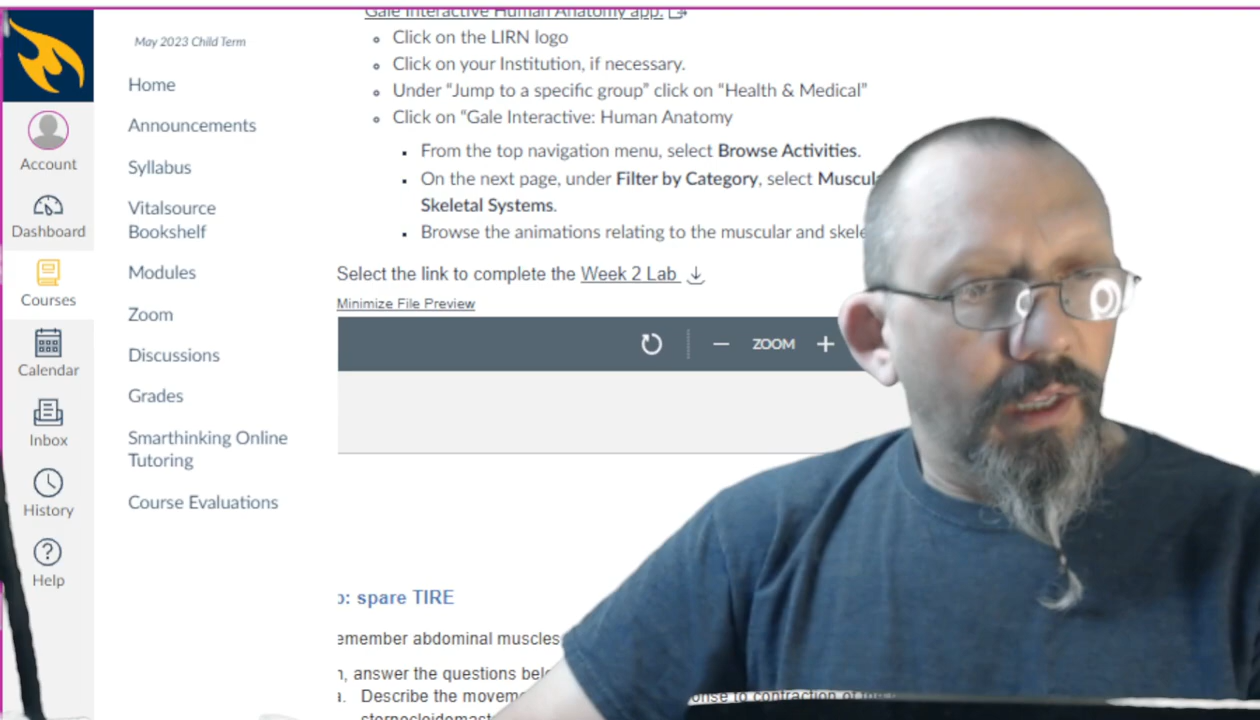 Gale Interactive Human Anatomy app.
May 2023 Child Term
Click on the LIRN logo
Click on your Institution, if necessary.
Home
Under “Jump to a specific group” click on “Health & Medical”
Click on “Gale Interactive: Human Anatomy
Announcements
From the top navigation menu, select Browse Activities.
Account
Syllabus
On the next page, under Filter by Category, select
Skeletal Systems.
Vitalsource
Bookshelf
Dashboard
Browse the animations relating to the muscular and
Modules
Select the link to complete the Week 2 Lab
Courses
Minimize File Preview
Zoom
ZOOM
Discussions
Calendar
Grades
Inbox
Smarthinking Online
Tutoring
Course Evaluations
History
Help
spare TIRE
abdominal muscles
answer the questions
Describe the
to contraction of